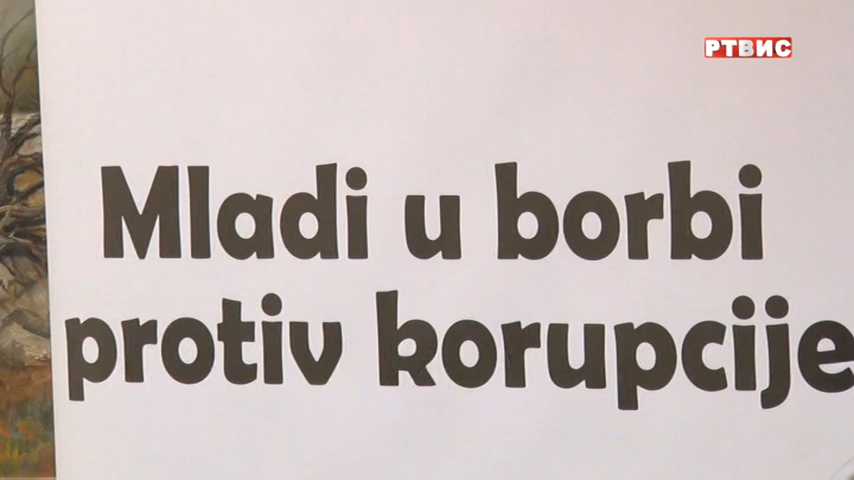 РТВИС
Mladi u borbi
protiv korupcije